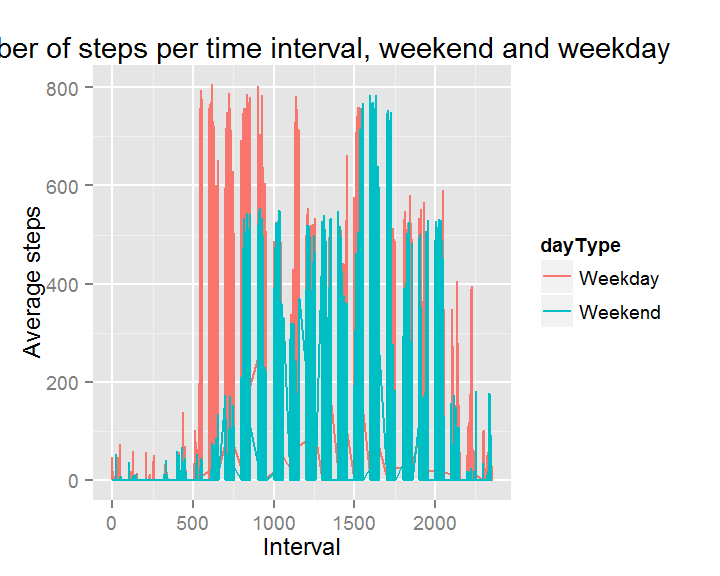 ber of steps per time interval, weekend and weekday
800
600
400
200
0
Average steps
0 500 1000 1500 2000
Interval
dayType
Weekday
Weekend